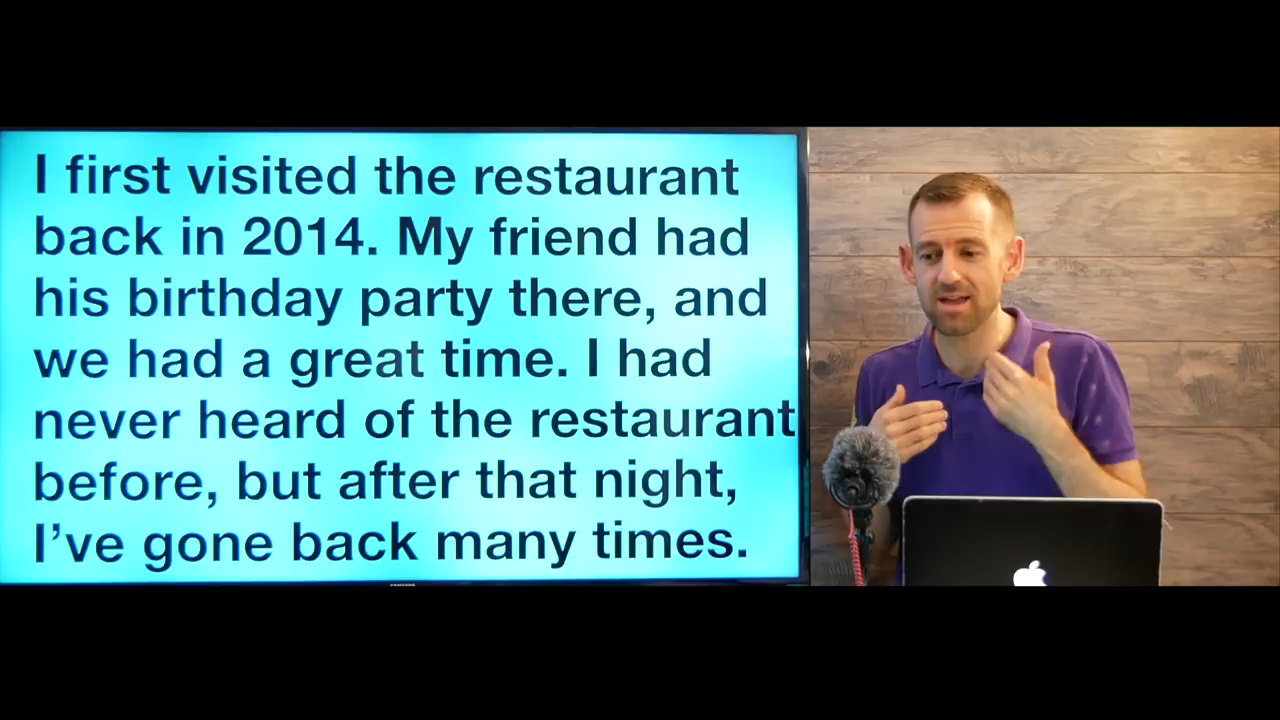 I first visited the restaurant
back in 2014. My friend had
his birthday party there, and
we had a great time. I had
never heard of the restaurant
before, but after that night,
I've gone back many times.